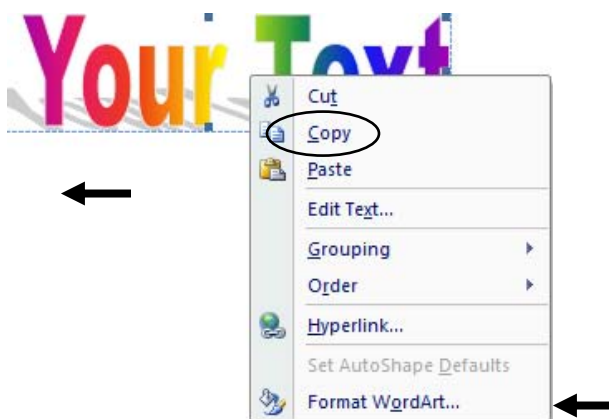 Your Text
Cut
Copy
Paste
Edit Text...
Grouping
Order
Hyperlink...
Set AutoShape Defaults
Format WordArt...